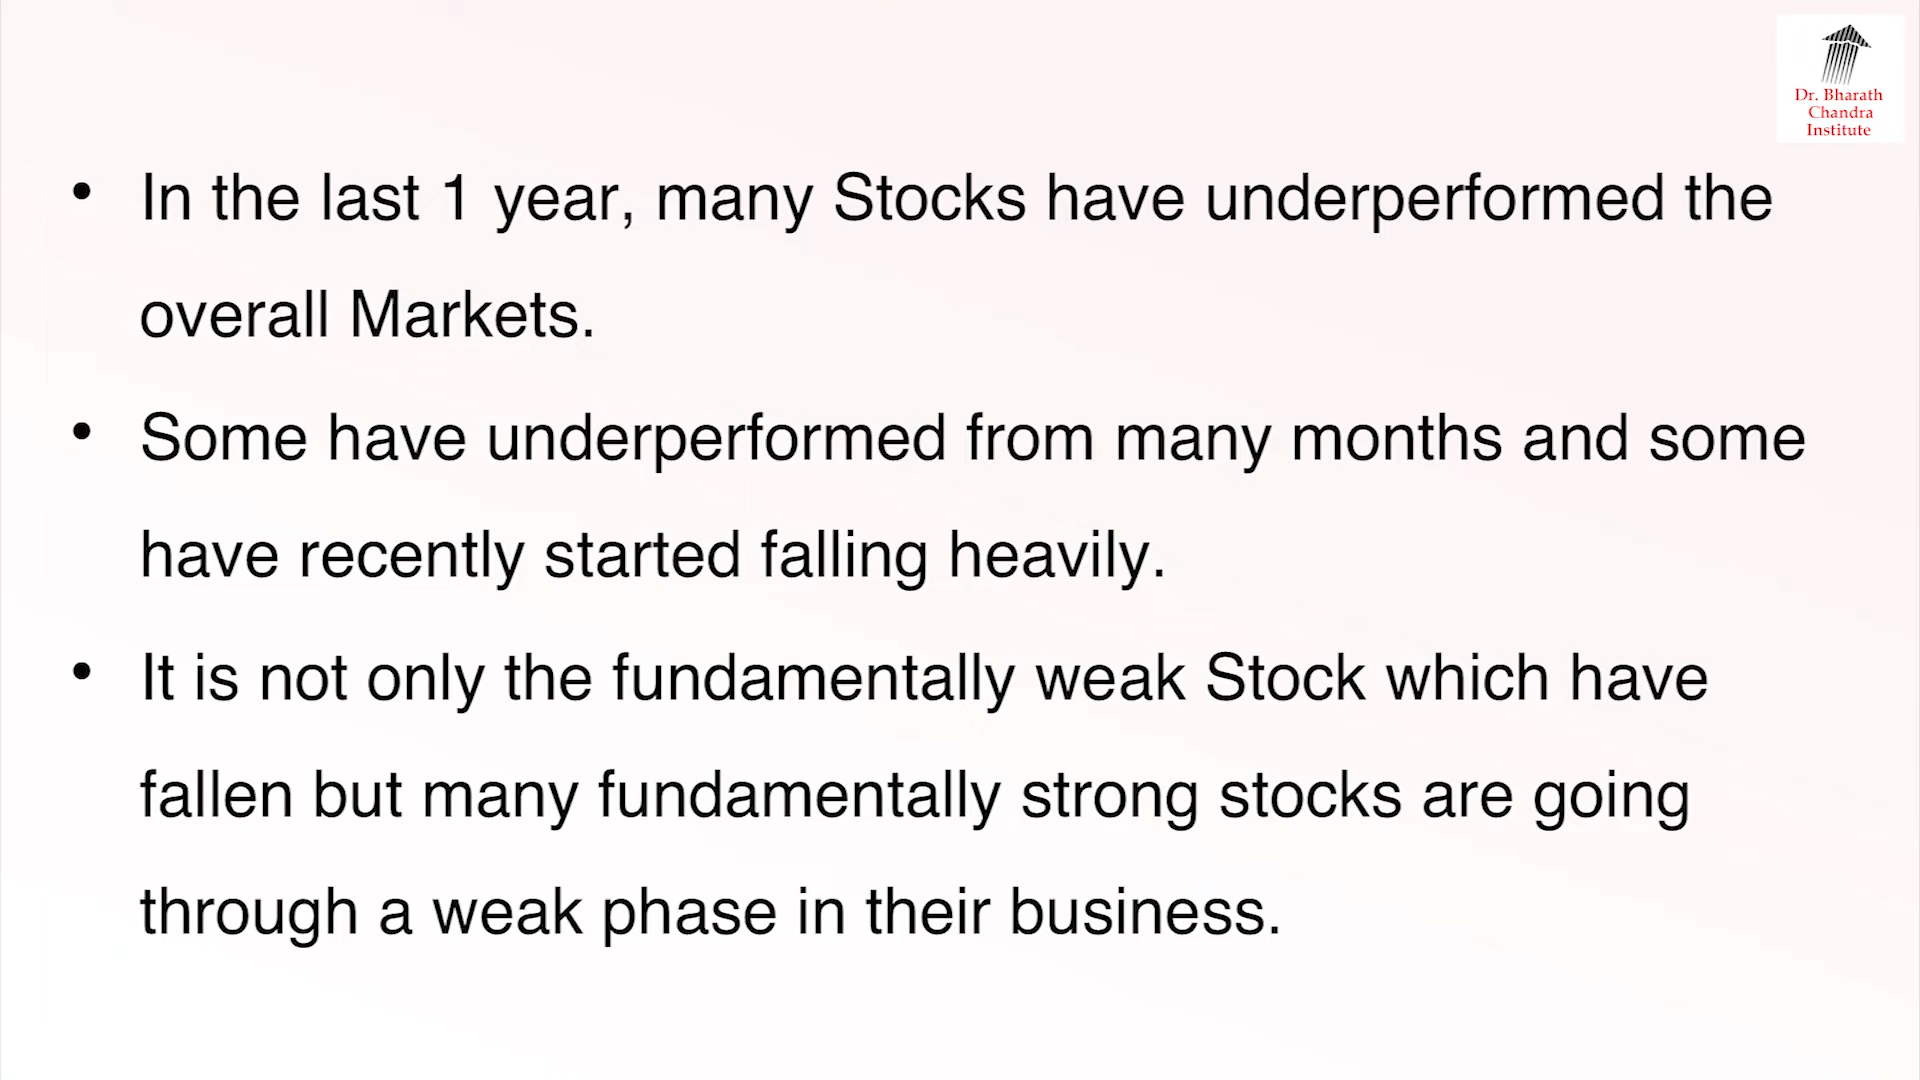 Dr. Bharath
Chandra
Institute
• In the last 1 year, many Stocks have underperformed the
overall Markets.
• Some have underperformed from many months and some
have recently started falling heavily.
• It is not only the fundamentally weak Stock which have
fallen but many fundamentally strong stocks are going
through a weak phase in their business.